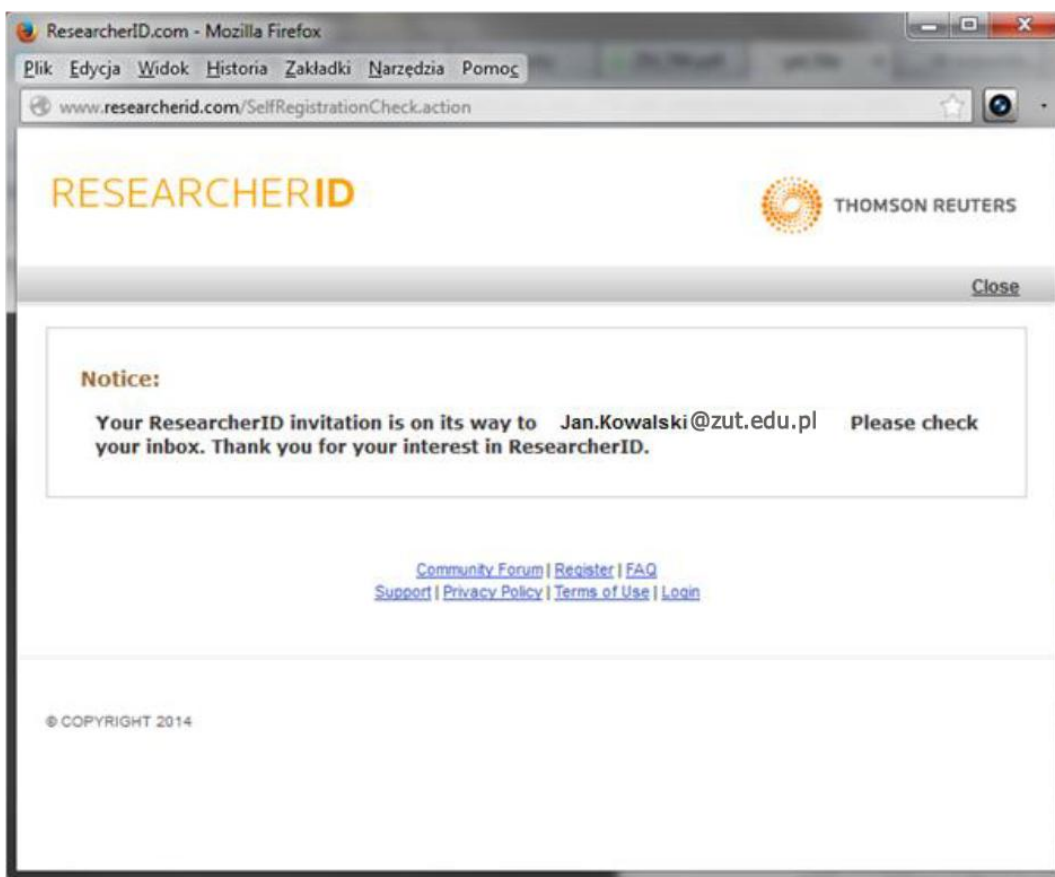 ResearcherID.com - Mozilla Firefox
Plik Edycja Widok Historia Zakładki Narzędzia Pomoc
www.researcherid.com/SelfRegistrationCheck.action
RESEARCHERID
THOMSON REUTERS
Close
Notice:
Your ResearcherID invitation is on its way to Jan.Kowalski@zut.edu.pl Please check
your inbox. Thank you for your interest in ResearcherID.
Community Forum | Register | FAQ
Support | Privacy Policy | Terms of Use | Login
© COPYRIGHT 2014